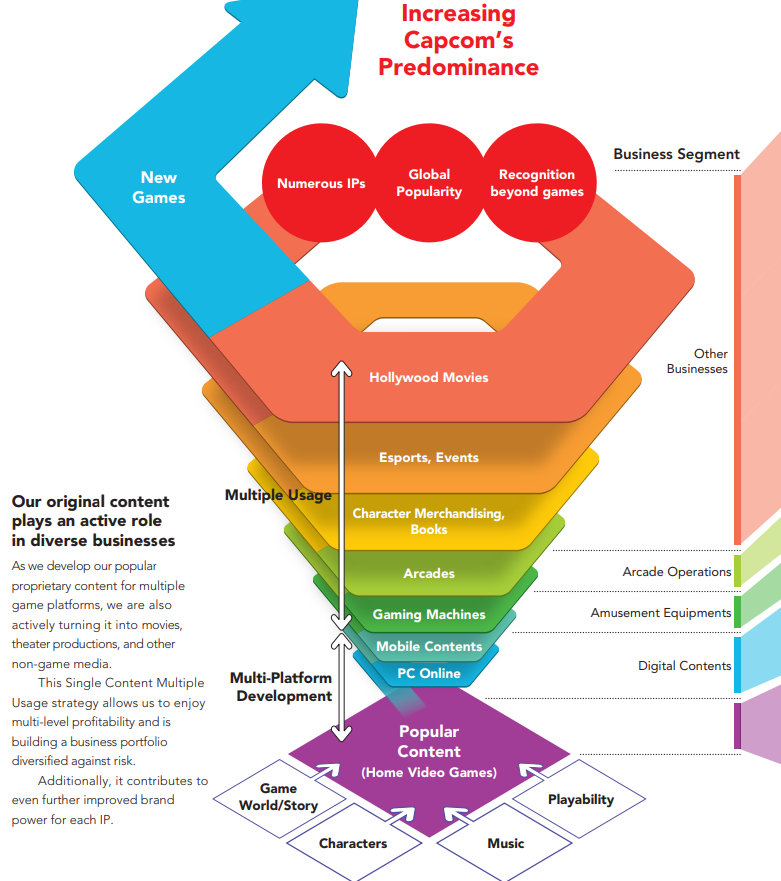 Increasing
Capcom's
Predominance
New
Games
Numerous IPs
Global
Popularity
Recognition
beyond games
Business Segment
Other
Businesses
Hollywood Movies
Esports, Events
Multiple Usage
Character Merchandising,
Books
Arcades
Arcade Operations
Gaming Machines
Amusement Equipments
Mobile Contents
PC Online
Digital Contents
Multi-Platform
Development
Our original content
plays an active role
in diverse businesses
As we develop our popular
proprietary content for multiple
game platforms, we are also
actively turning it into movies,
theater productions, and other
non-game media.
This Single Content Multiple
Usage strategy allows us to enjoy
multi-level profitability and is
building a business portfolio
diversified against risk.
Additionally, it contributes to
even further improved brand
power for each IP.
Popular
Content
(Home Video Games)
Game
World/Story
Characters
Music
Playability